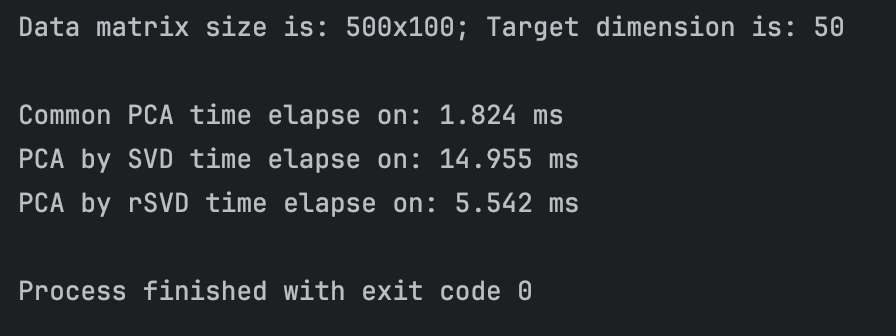 Data matrix size is: 500x100; Target dimension is: 50
Common PCA time elapse on: 1.824 ms
PCA by SVD time elapse on: 14.955 ms
PCA by rSVD time elapse on: 5.542 ms
Process finished with exit code 0